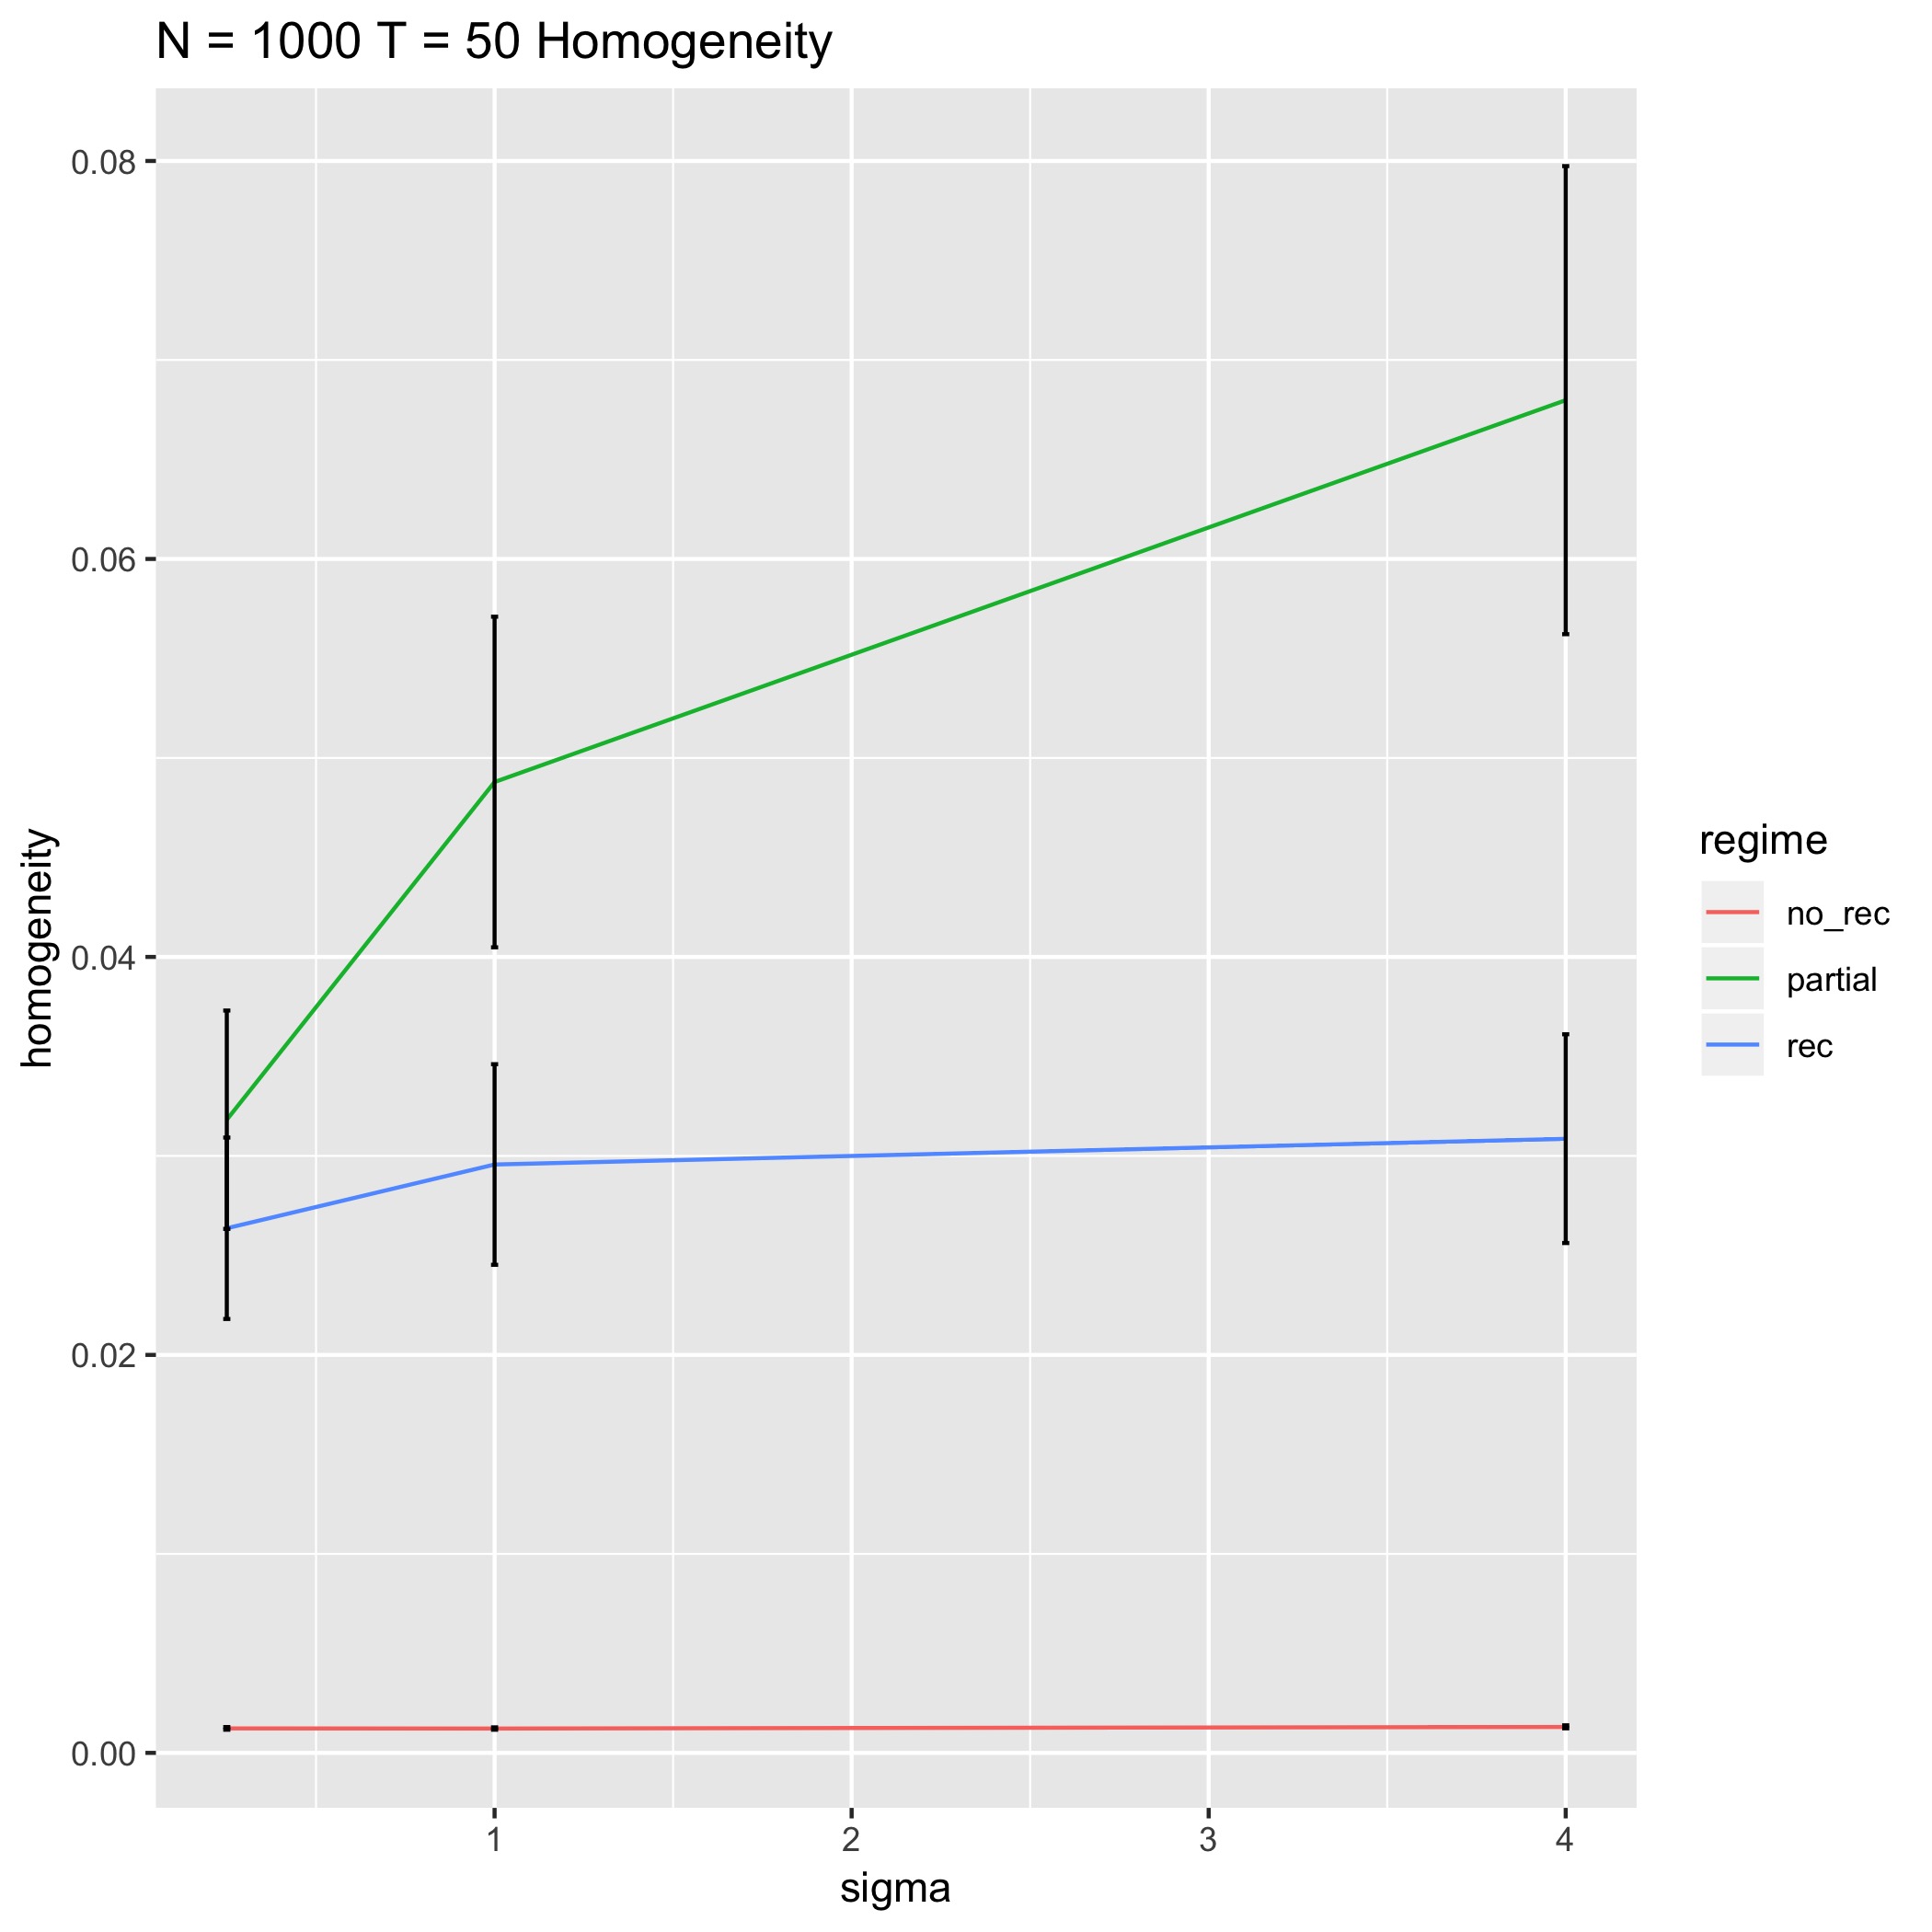 N = 1000 T = 50 Homogeneity
0.08
0.06
0.04
0.02
0.00
homogeneity
1 2 3 4
sigma
regime
no_rec
partial
rec